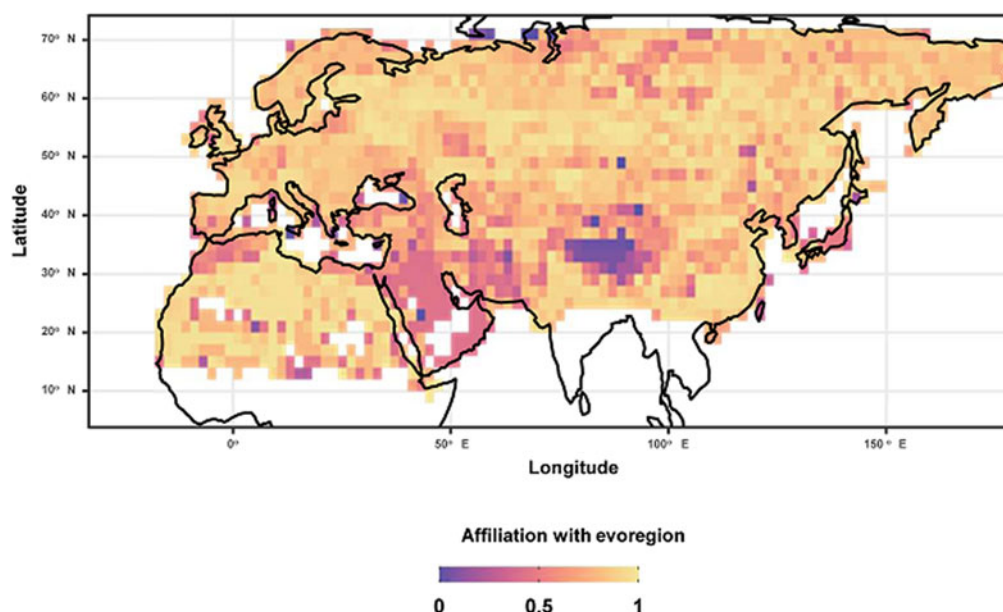 70° N
60° N
50° N
40° N
30° N
20° N
10° N
Latitude
0° 50° E 100° E 150° E
Longitude
Affiliation with evoregion
0 0.5 1